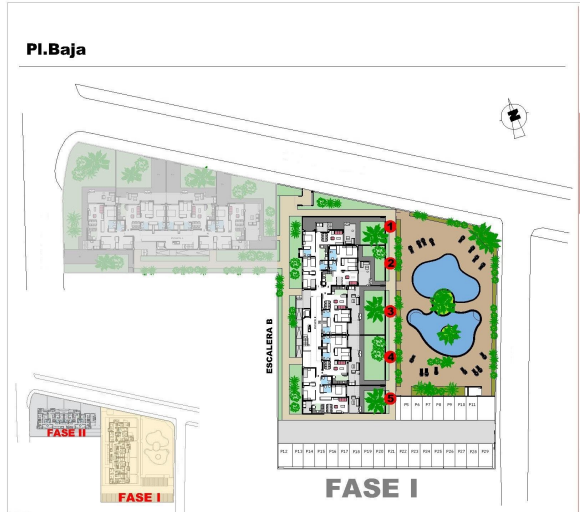 Pl.Baja
N
1
2
3
4
5
ESCALERA B
P5 P6 P7 P8 P9 P10 P11
P12 P13 P14 P15 P16 P17 P18 P19 P20 P21 P22 P23 P24 P25 P26 P27 P28 P29
FASE I
FASE II
FASE I